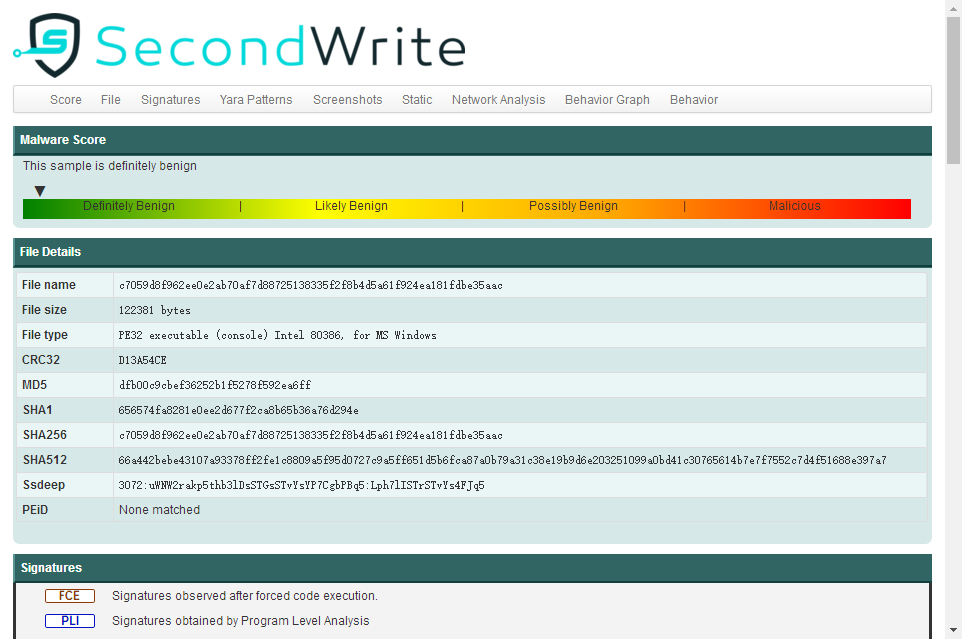 SecondWrite
Score File Signatures Yara Patterns Screenshots Static Network Analysis Behavior Graph Behavior
Malware Score
This sample is definitely benign
Definitely Benign | Likely Benign | Possibly Benign | Malicious
File Details
File name c7059d8f962ee0e2ab70af7d88725138335f2f8b4d5a61f924ea181fdbe35aac
File size 122381 bytes
File type PE32 executable (console) Intel 80386, for MS Windows
CRC32 D13A54CE
MD5 dfb00c9cbef36252b1f5278f592ea6ff
SHA1 656574fa8281e0ee2d677f2ca8b65b36a76d294e
SHA256 c7059d8f962ee0e2ab70af7d88725138335f2f8b4d5a61f924ea181fdbe35aac
SHA512 66a442bebe43107a93378ff2fe1c8809a5f95d0727c9a5ff651d5b6fca87a0b79a31c38e19b9d6e203251099a0bd41c30765614b7e7f7552c7d4f51688e397a7
Ssdeep 3072:uWNW2rakp5thb3lDsSTGsSTvYsYP7CgbPBq5:Lph7lISTrSTvYs4FJq5
PEiD None matched
Signatures
FCE Signatures observed after forced code execution.
PLI Signatures obtained by Program Level Analysis